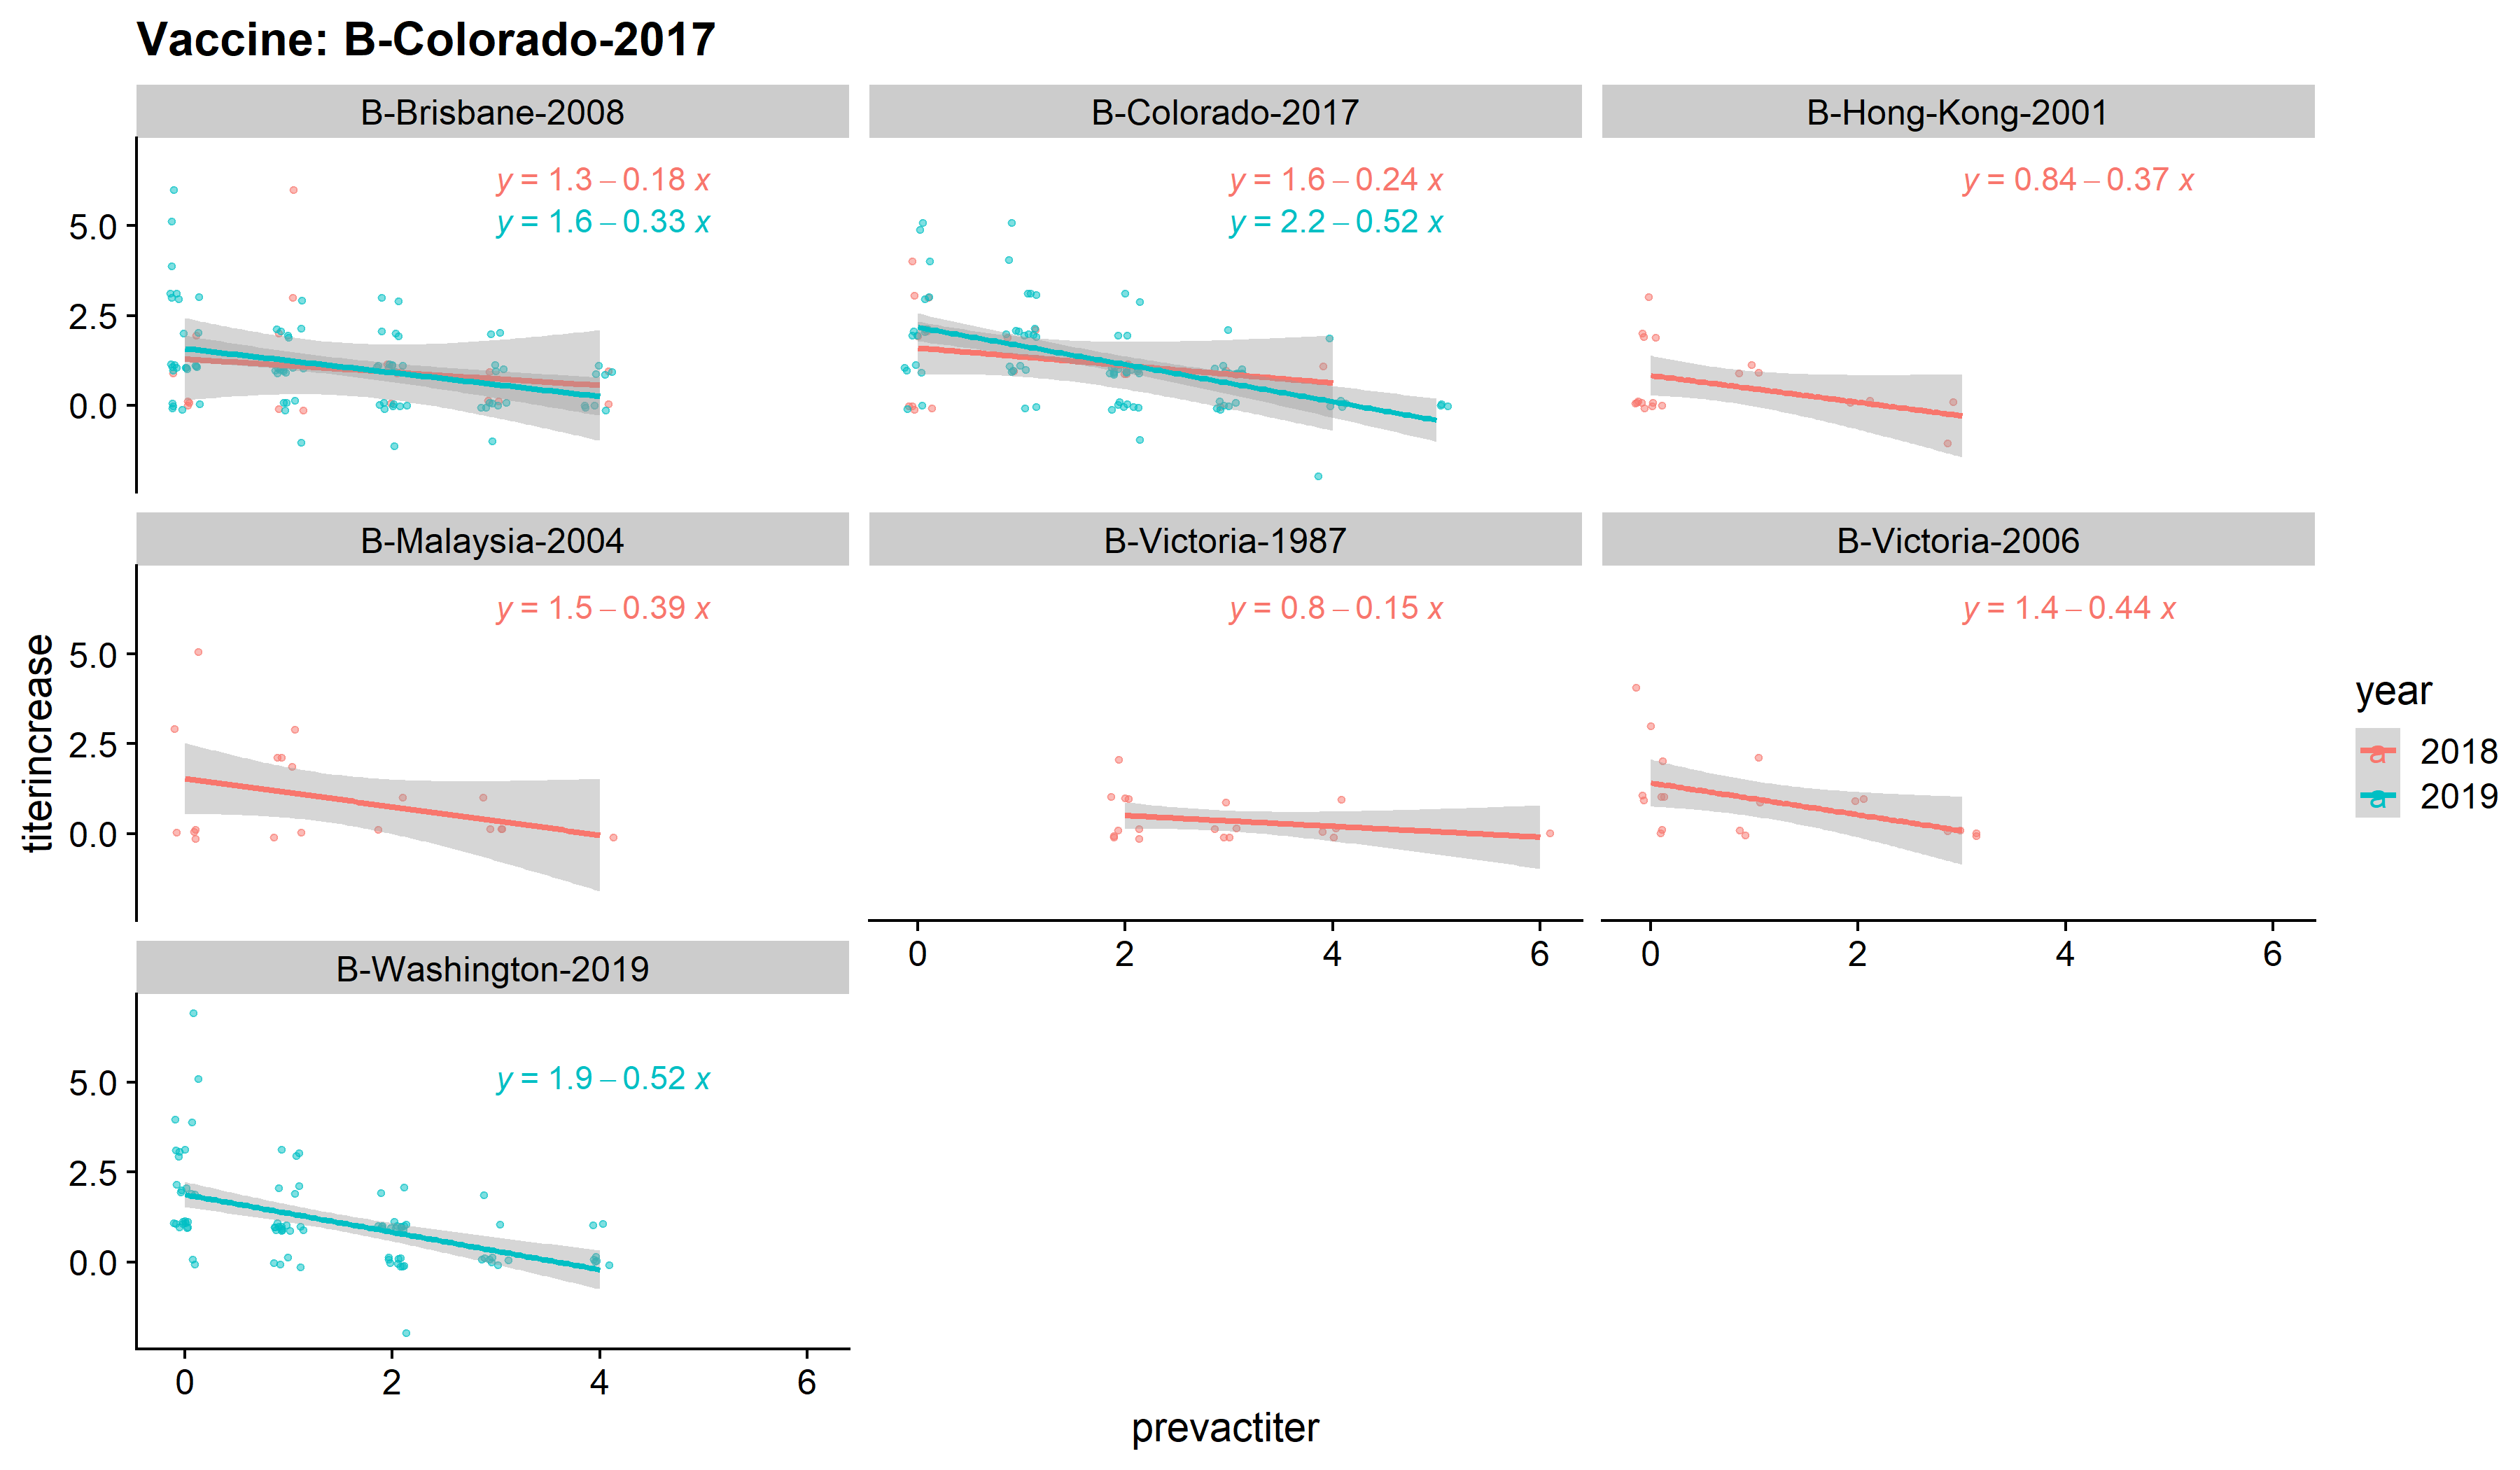 Vaccine: B-Colorado-2017
B-Brisbane-2008
B-Colorado-2017
B-Hong-Kong-2001
y = 1.3 – 0.18 x
y = 1.6 – 0.33 x
y = 1.6 – 0.24 x
y = 2.2 – 0.52 x
y = 0.84 – 0.37 x
5.0
2.5
0.0
B-Malaysia-2004
B-Victoria-1987
B-Victoria-2006
y = 1.5 – 0.39 x
y = 0.8 – 0.15 x
y = 1.4 – 0.44 x
5.0
2.5
0.0
0 2 4 6
0 2 4 6
titerincrease
year
a 2018
a 2019
B-Washington-2019
y = 1.9 – 0.52 x
5.0
2.5
0.0
0 2 4 6
prevactiter